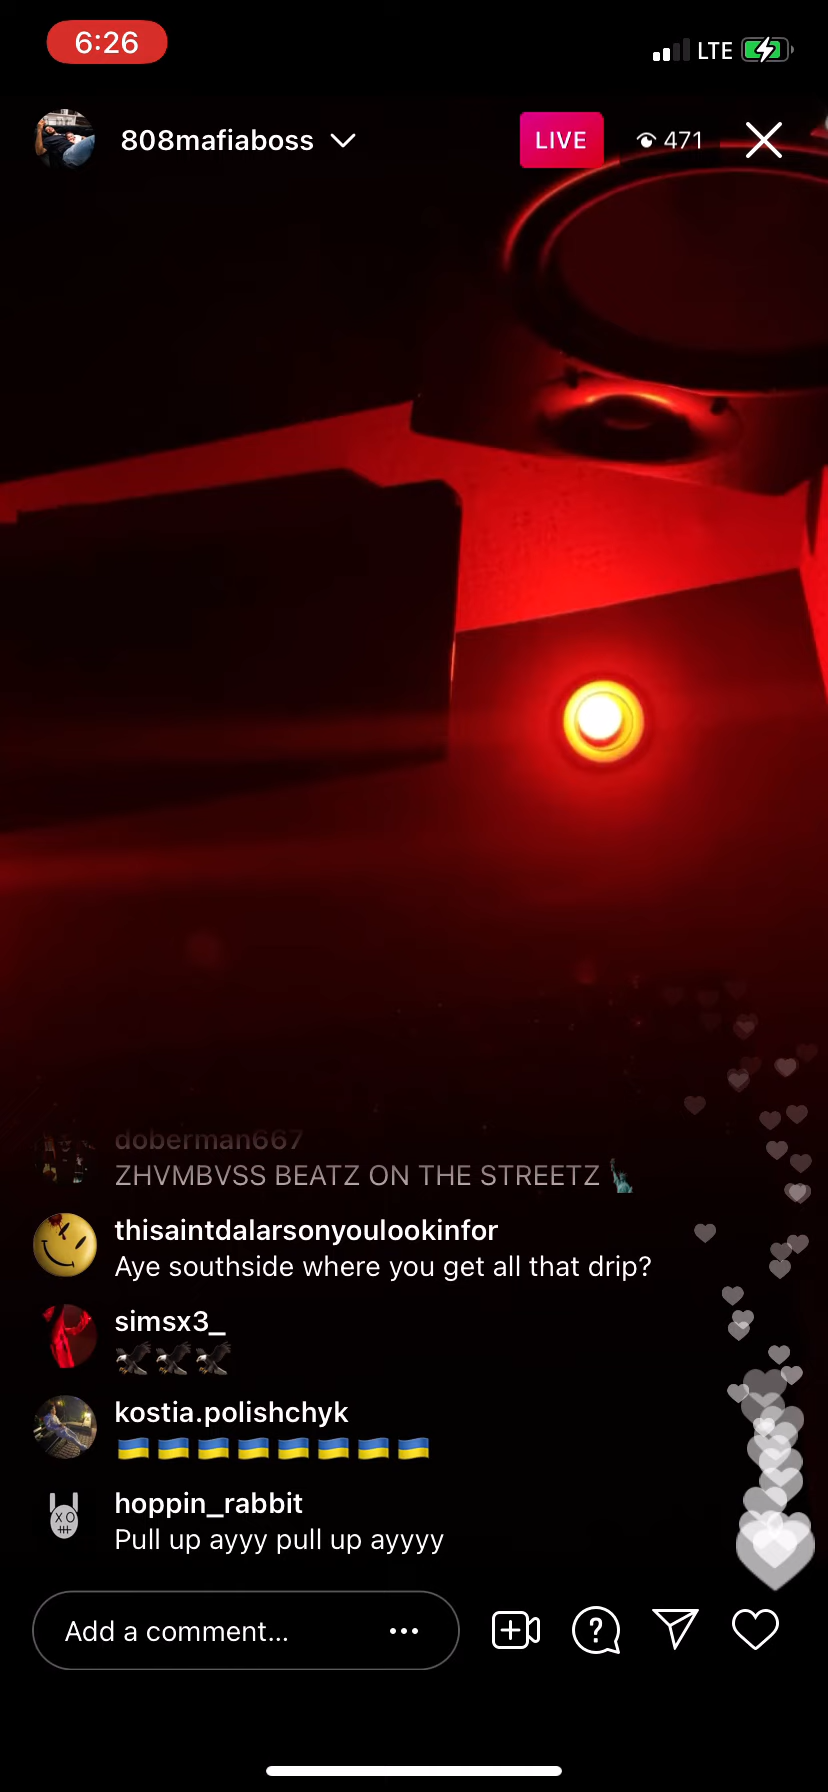 6:26
LTE
808mafiaboss
LIVE
471
doberman667
ZHVMBVSS BEATZ ON THE STREETZ🗽
thisaintdalarsonyoulookinfor
Aye southside where you get all that drip?
simsx3_
🦅🦅🦅
kostia.polishchyk
🇺🇦🇺🇦🇺🇦🇺🇦🇺🇦🇺🇦🇺🇦🇺🇦
hoppin_rabbit
Pull up ayyy pull up ayyyy
Add a comment...